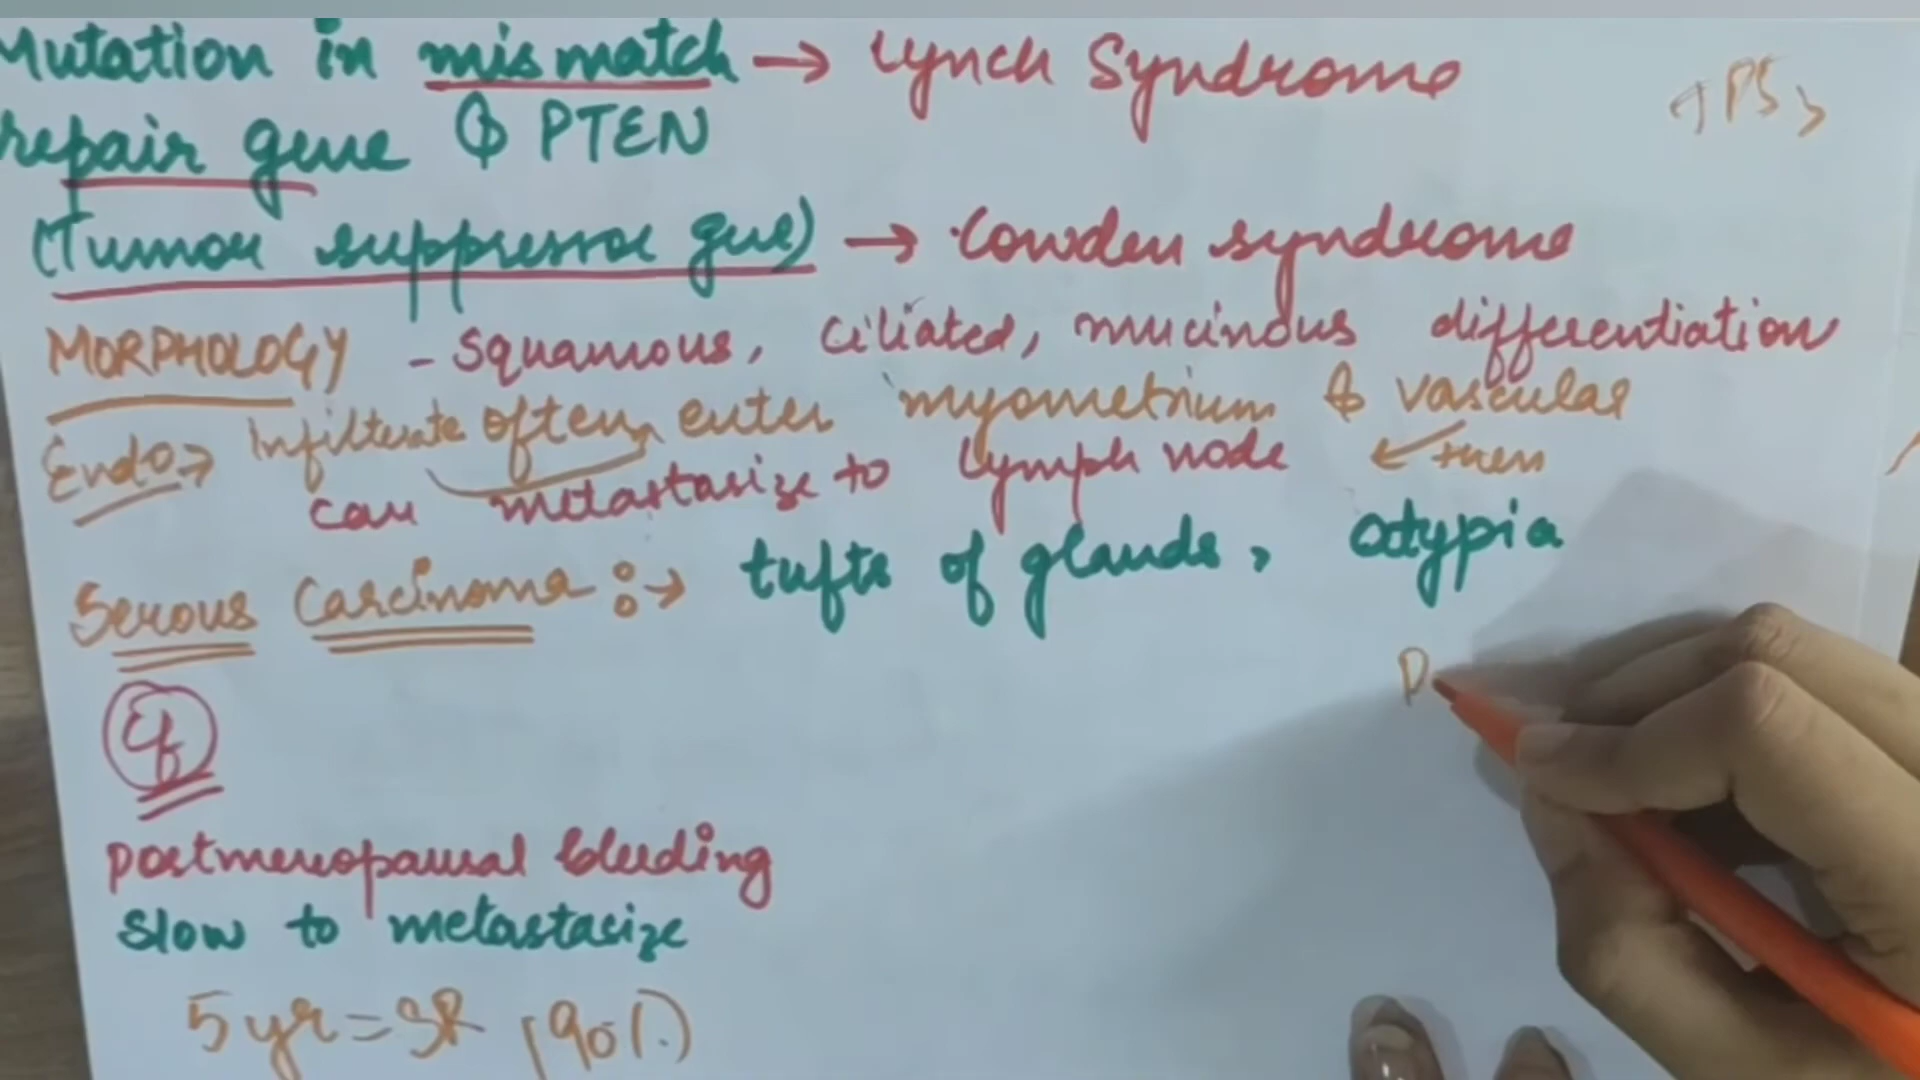 Mutation in mismatch → Lynch Syndrome
repair gene & PTEN
(Tumor suppressor gene) → Cowden syndrome
MORPHOLOGY - squamous, ciliated, mucinous differentiation
Endo → Infilterate often enter myometrium & vascular
then
can metastasize to lymph node
Serous Carcinoma :→ tufts of glands, atypia
P
C/f
Postmenopausal bleeding
Slow to metastasize
5 yr = SR (90%)